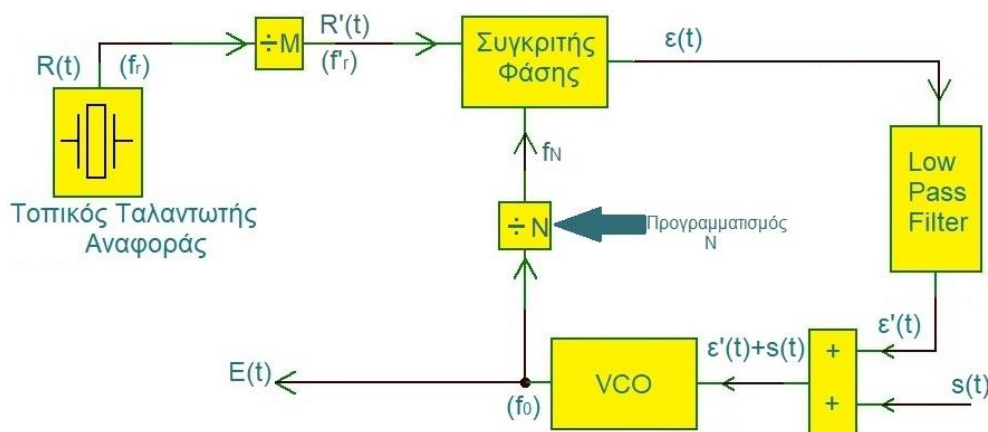 R(t)
(fr)
÷M
R'(t)
(f'r)
Συγκριτής
Φάσης
ε(t)
Τοπικός Ταλαντωτής
Αναφοράς
fN
÷N
Προγραμματισμός
N
Low
Pass
Filter
ε'(t)
ε'(t)+s(t)
+
+
s(t)
VCO
(f0)
E(t)